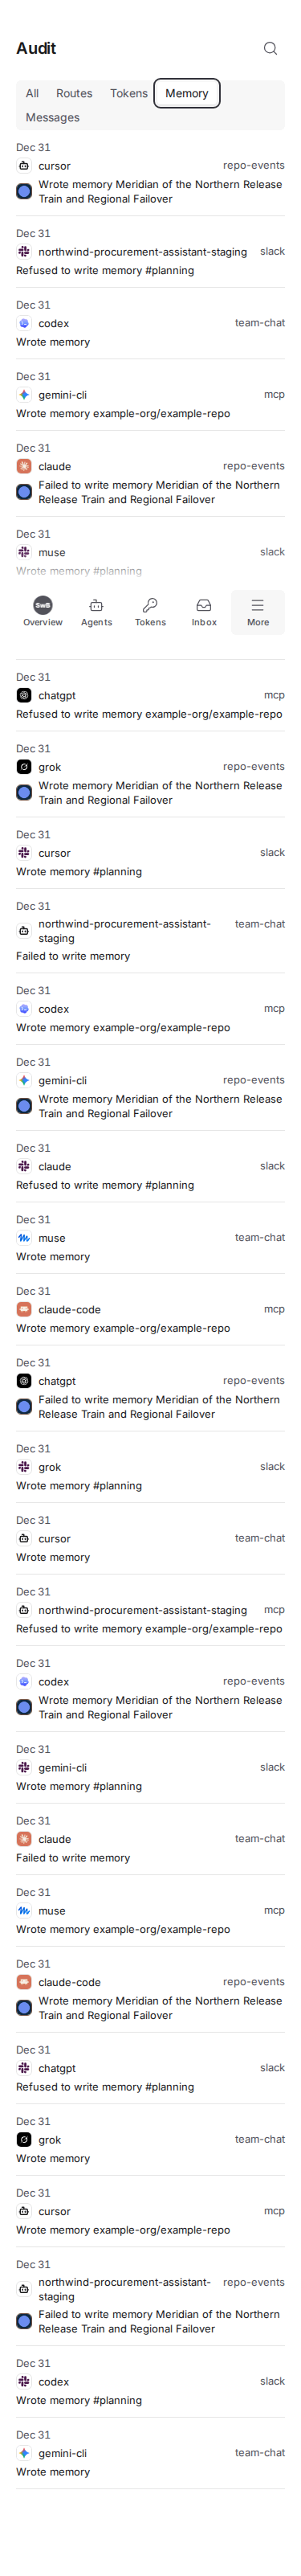 Audit
All Routes Tokens Memory
Messages
Dec 31
cursor repo-events
Wrote memory Meridian of the Northern Release
Train and Regional Failover
Dec 31
northwind-procurement-assistant-staging slack
Refused to write memory #planning
Dec 31
codex team-chat
Wrote memory
Dec 31
gemini-cli mcp
Wrote memory example-org/example-repo
Dec 31
claude repo-events
Failed to write memory Meridian of the Northern
Release Train and Regional Failover
Dec 31
muse slack
Wrote memory #planning
SwB
Overview Agents Tokens Inbox More
Dec 31
chatgpt mcp
Refused to write memory example-org/example-repo
Dec 31
grok repo-events
Wrote memory Meridian of the Northern Release
Train and Regional Failover
Dec 31
cursor slack
Wrote memory #planning
Dec 31
northwind-procurement-assistant- team-chat
staging
Failed to write memory
Dec 31
codex mcp
Wrote memory example-org/example-repo
Dec 31
gemini-cli repo-events
Wrote memory Meridian of the Northern Release
Train and Regional Failover
Dec 31
claude slack
Refused to write memory #planning
Dec 31
muse team-chat
Wrote memory
Dec 31
claude-code mcp
Wrote memory example-org/example-repo
Dec 31
chatgpt repo-events
Failed to write memory Meridian of the Northern
Release Train and Regional Failover
Dec 31
grok slack
Wrote memory #planning
Dec 31
cursor team-chat
Wrote memory
Dec 31
northwind-procurement-assistant-staging mcp
Refused to write memory example-org/example-repo
Dec 31
codex repo-events
Wrote memory Meridian of the Northern Release
Train and Regional Failover
Dec 31
gemini-cli slack
Wrote memory #planning
Dec 31
claude team-chat
Failed to write memory
Dec 31
muse mcp
Wrote memory example-org/example-repo
Dec 31
claude-code repo-events
Wrote memory Meridian of the Northern Release
Train and Regional Failover
Dec 31
chatgpt slack
Refused to write memory #planning
Dec 31
grok team-chat
Wrote memory
Dec 31
cursor mcp
Wrote memory example-org/example-repo
Dec 31
northwind-procurement-assistant- repo-events
staging
Failed to write memory Meridian of the Northern
Release Train and Regional Failover
Dec 31
codex slack
Wrote memory #planning
Dec 31
gemini-cli team-chat
Wrote memory